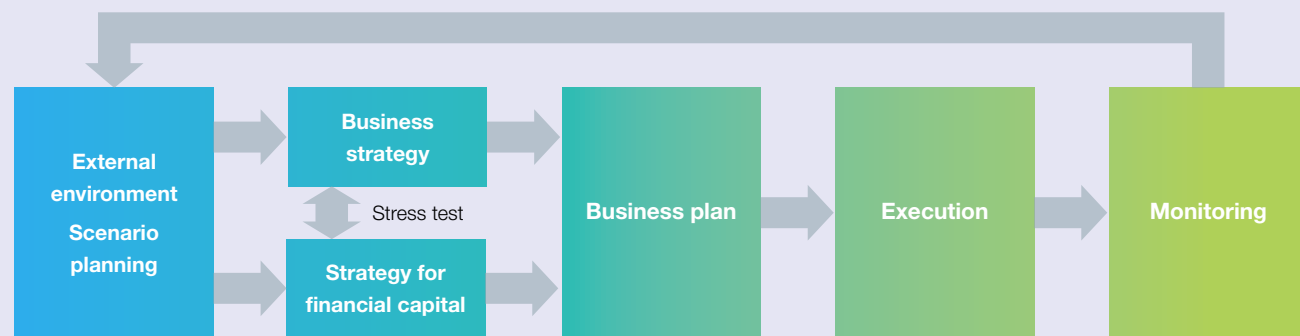 External
environment
Scenario
planning
Business
strategy
Stress test
Strategy for
financial capital
Business plan
Execution
Monitoring